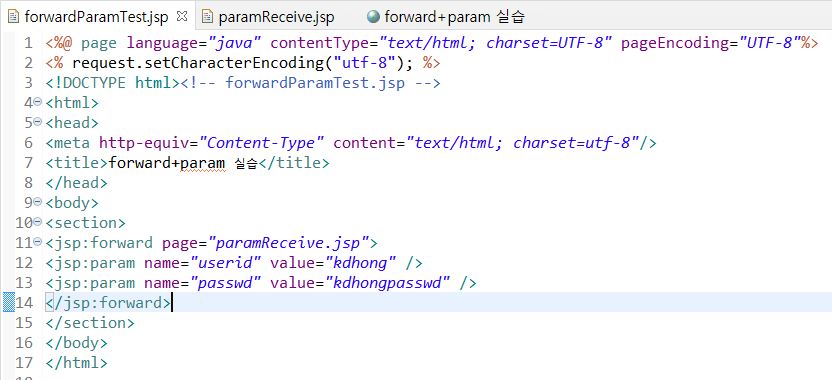 forwardParamTest.jsp paramReceive.jsp forward+param 실습
1 <%@ page language="java" contentType="text/html; charset=UTF-8" pageEncoding="UTF-8"%>
2 <% request.setCharacterEncoding("utf-8"); %>
3 <!DOCTYPE html><!-- forwardParamTest.jsp -->
4 <html>
5 <head>
6 <meta http-equiv="Content-Type" content="text/html; charset=utf-8"/>
7 <title>forward+param 실습</title>
8 </head>
9 <body>
10 <section>
11 <jsp:forward page="paramReceive.jsp">
12 <jsp:param name="userid" value="kdhong" />
13 <jsp:param name="passwd" value="kdhongpasswd" />
14 </jsp:forward>
15 </section>
16 </body>
17 </html>